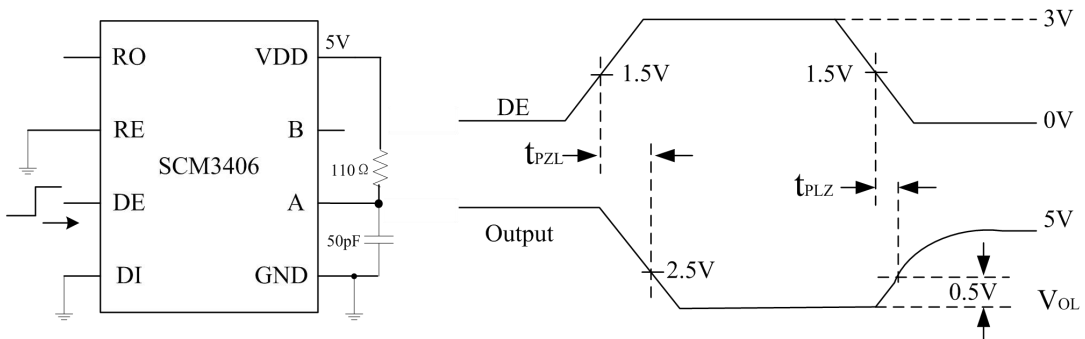 RO
VDD
5V
RE
B
SCM3406
110Ω
DE
A
50pF
DI
GND
3V
1.5V
1.5V
DE
0V
tPZL
tPLZ
5V
Output
2.5V
0.5V
VOL